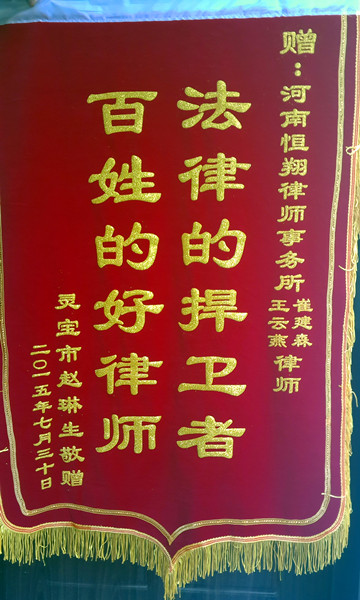 赠：河南恒翔律师事务所崔建森王云燕律师
法律的捍卫者
百姓的好律师
灵宝市赵琳生敬赠
二〇一五年七月三十日